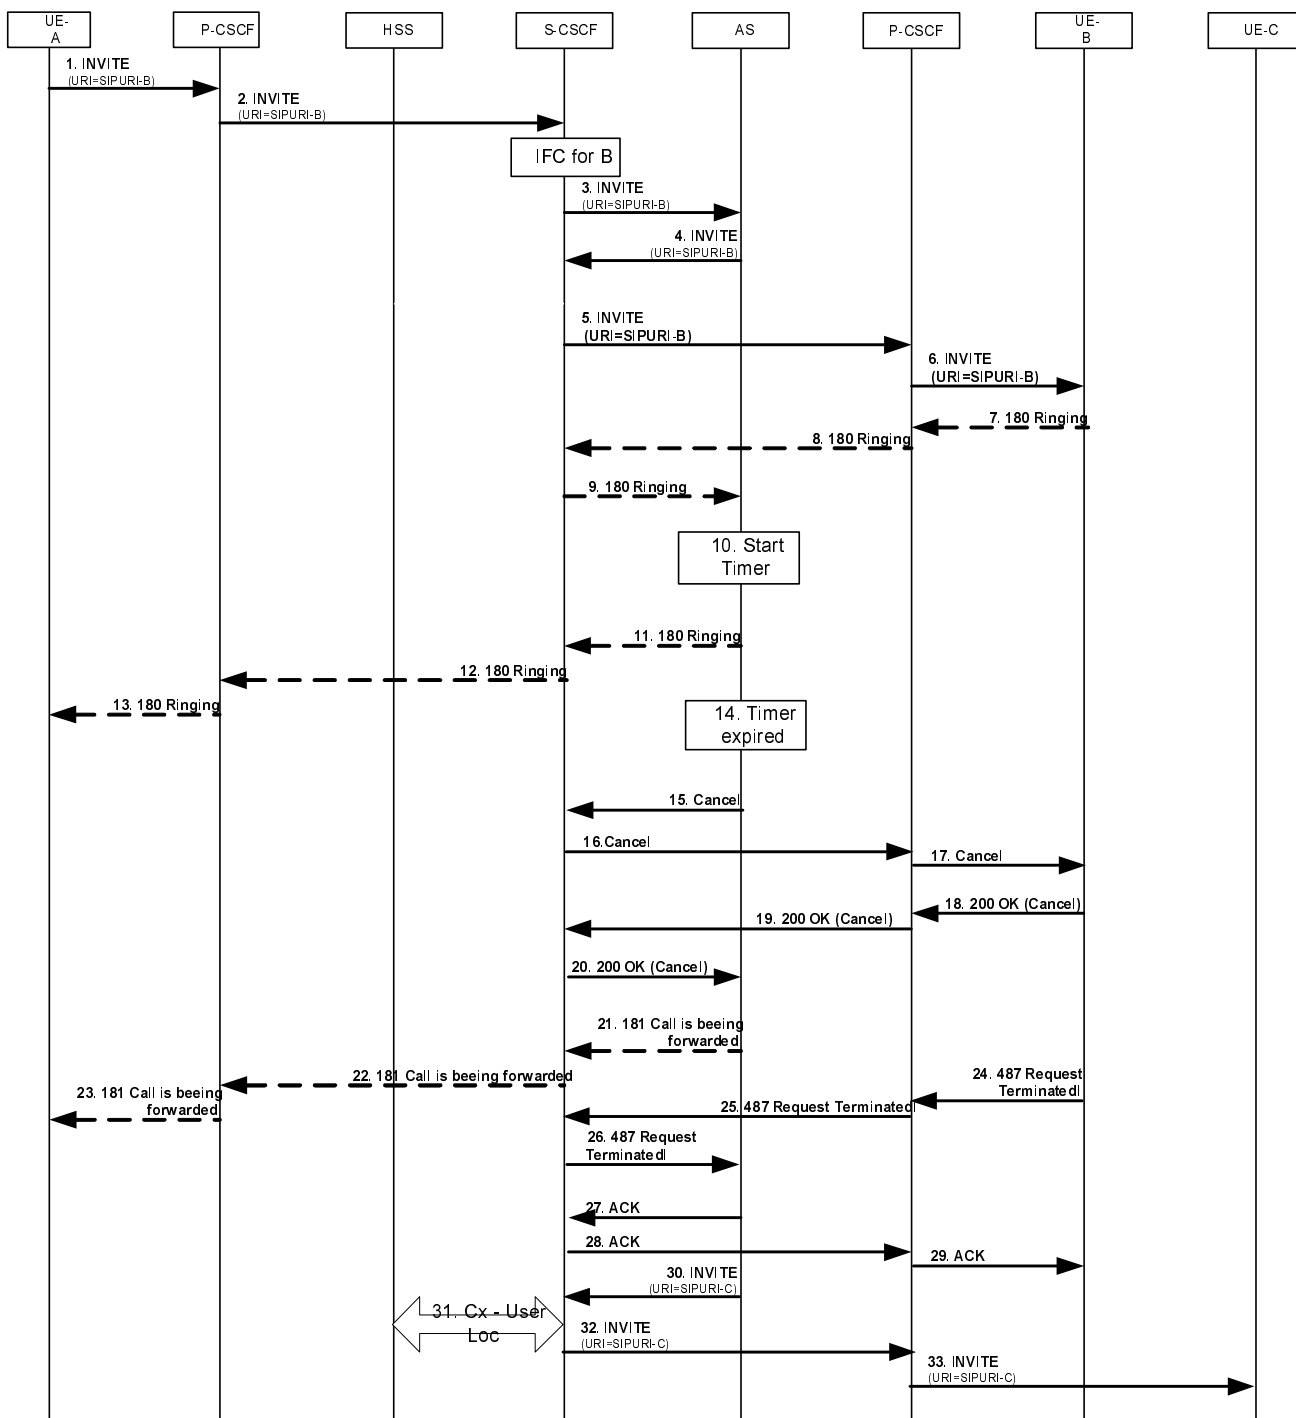 UE-
A
P-CSCF
HSS
S-CSCF
AS
P-CSCF
UE-
B
UE-C
1. INVITE
(URI=SIPURI-B)
2. INVITE
(URI=SIPURI-B)
IFC for B
3. INVITE
(URI=SIPURI-B)
4. INVITE
(URI=SIPURI-B)
5. INVITE
(URI=SIPURI-B)
6. INVITE
(URI=SIPURI-B)
7. 180 Ringing
8. 180 Ringing
9. 180 Ringing
10. Start
Timer
11. 180 Ringing
12. 180 Ringing
13. 180 Ringing
14. Timer
expired
15. Cancel
16.Cancel
17. Cancel
18. 200 OK (Cancel)
19. 200 OK (Cancel)
20. 200 OK (Cancel)
21. 181 Call is beeing
forwarded
22. 181 Call is beeing forwarded
23. 181 Call is beeing
forwarded
24. 487 Request
Terminatedl
25. 487 Request Terminatedl
26. 487 Request
Terminatedl
27. ACK
28. ACK
29. ACK
30. INVITE
(URI=SIPURI-C)
31. Cx - User
Loc
32. INVITE
(URI=SIPURI-C)
33. INVITE
(URI=SIPURI-C)